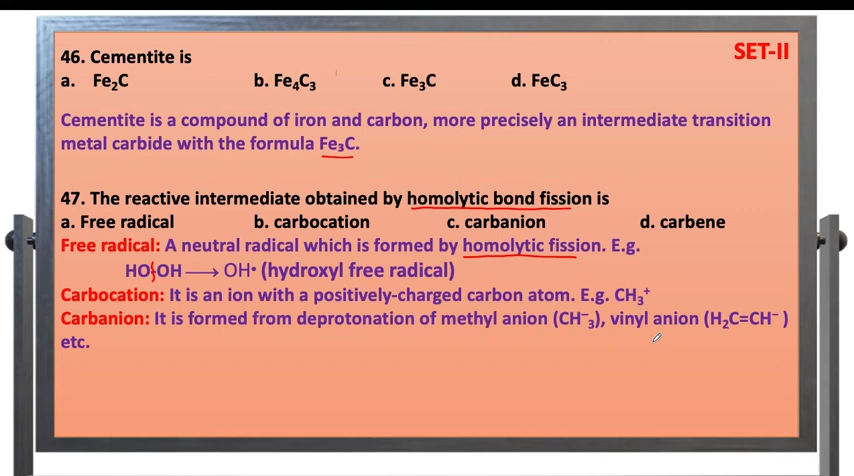 SET-II
46. Cementite is
a. Fe₂C b. Fe₄C₃ c. Fe₃C d. FeC₃
Cementite is a compound of iron and carbon, more precisely an intermediate transition
metal carbide with the formula Fe₃C.
47. The reactive intermediate obtained by homolytic bond fission is
a. Free radical b. carbocation c. carbanion d. carbene
Free radical: A neutral radical which is formed by homolytic fission. E.g.
HO⸾OH ⟶ OH• (hydroxyl free radical)
Carbocation: It is an ion with a positively-charged carbon atom. E.g. CH₃⁺
Carbanion: It is formed from deprotonation of methyl anion (CH⁻₃), vinyl anion (H₂C=CH⁻ )
etc.